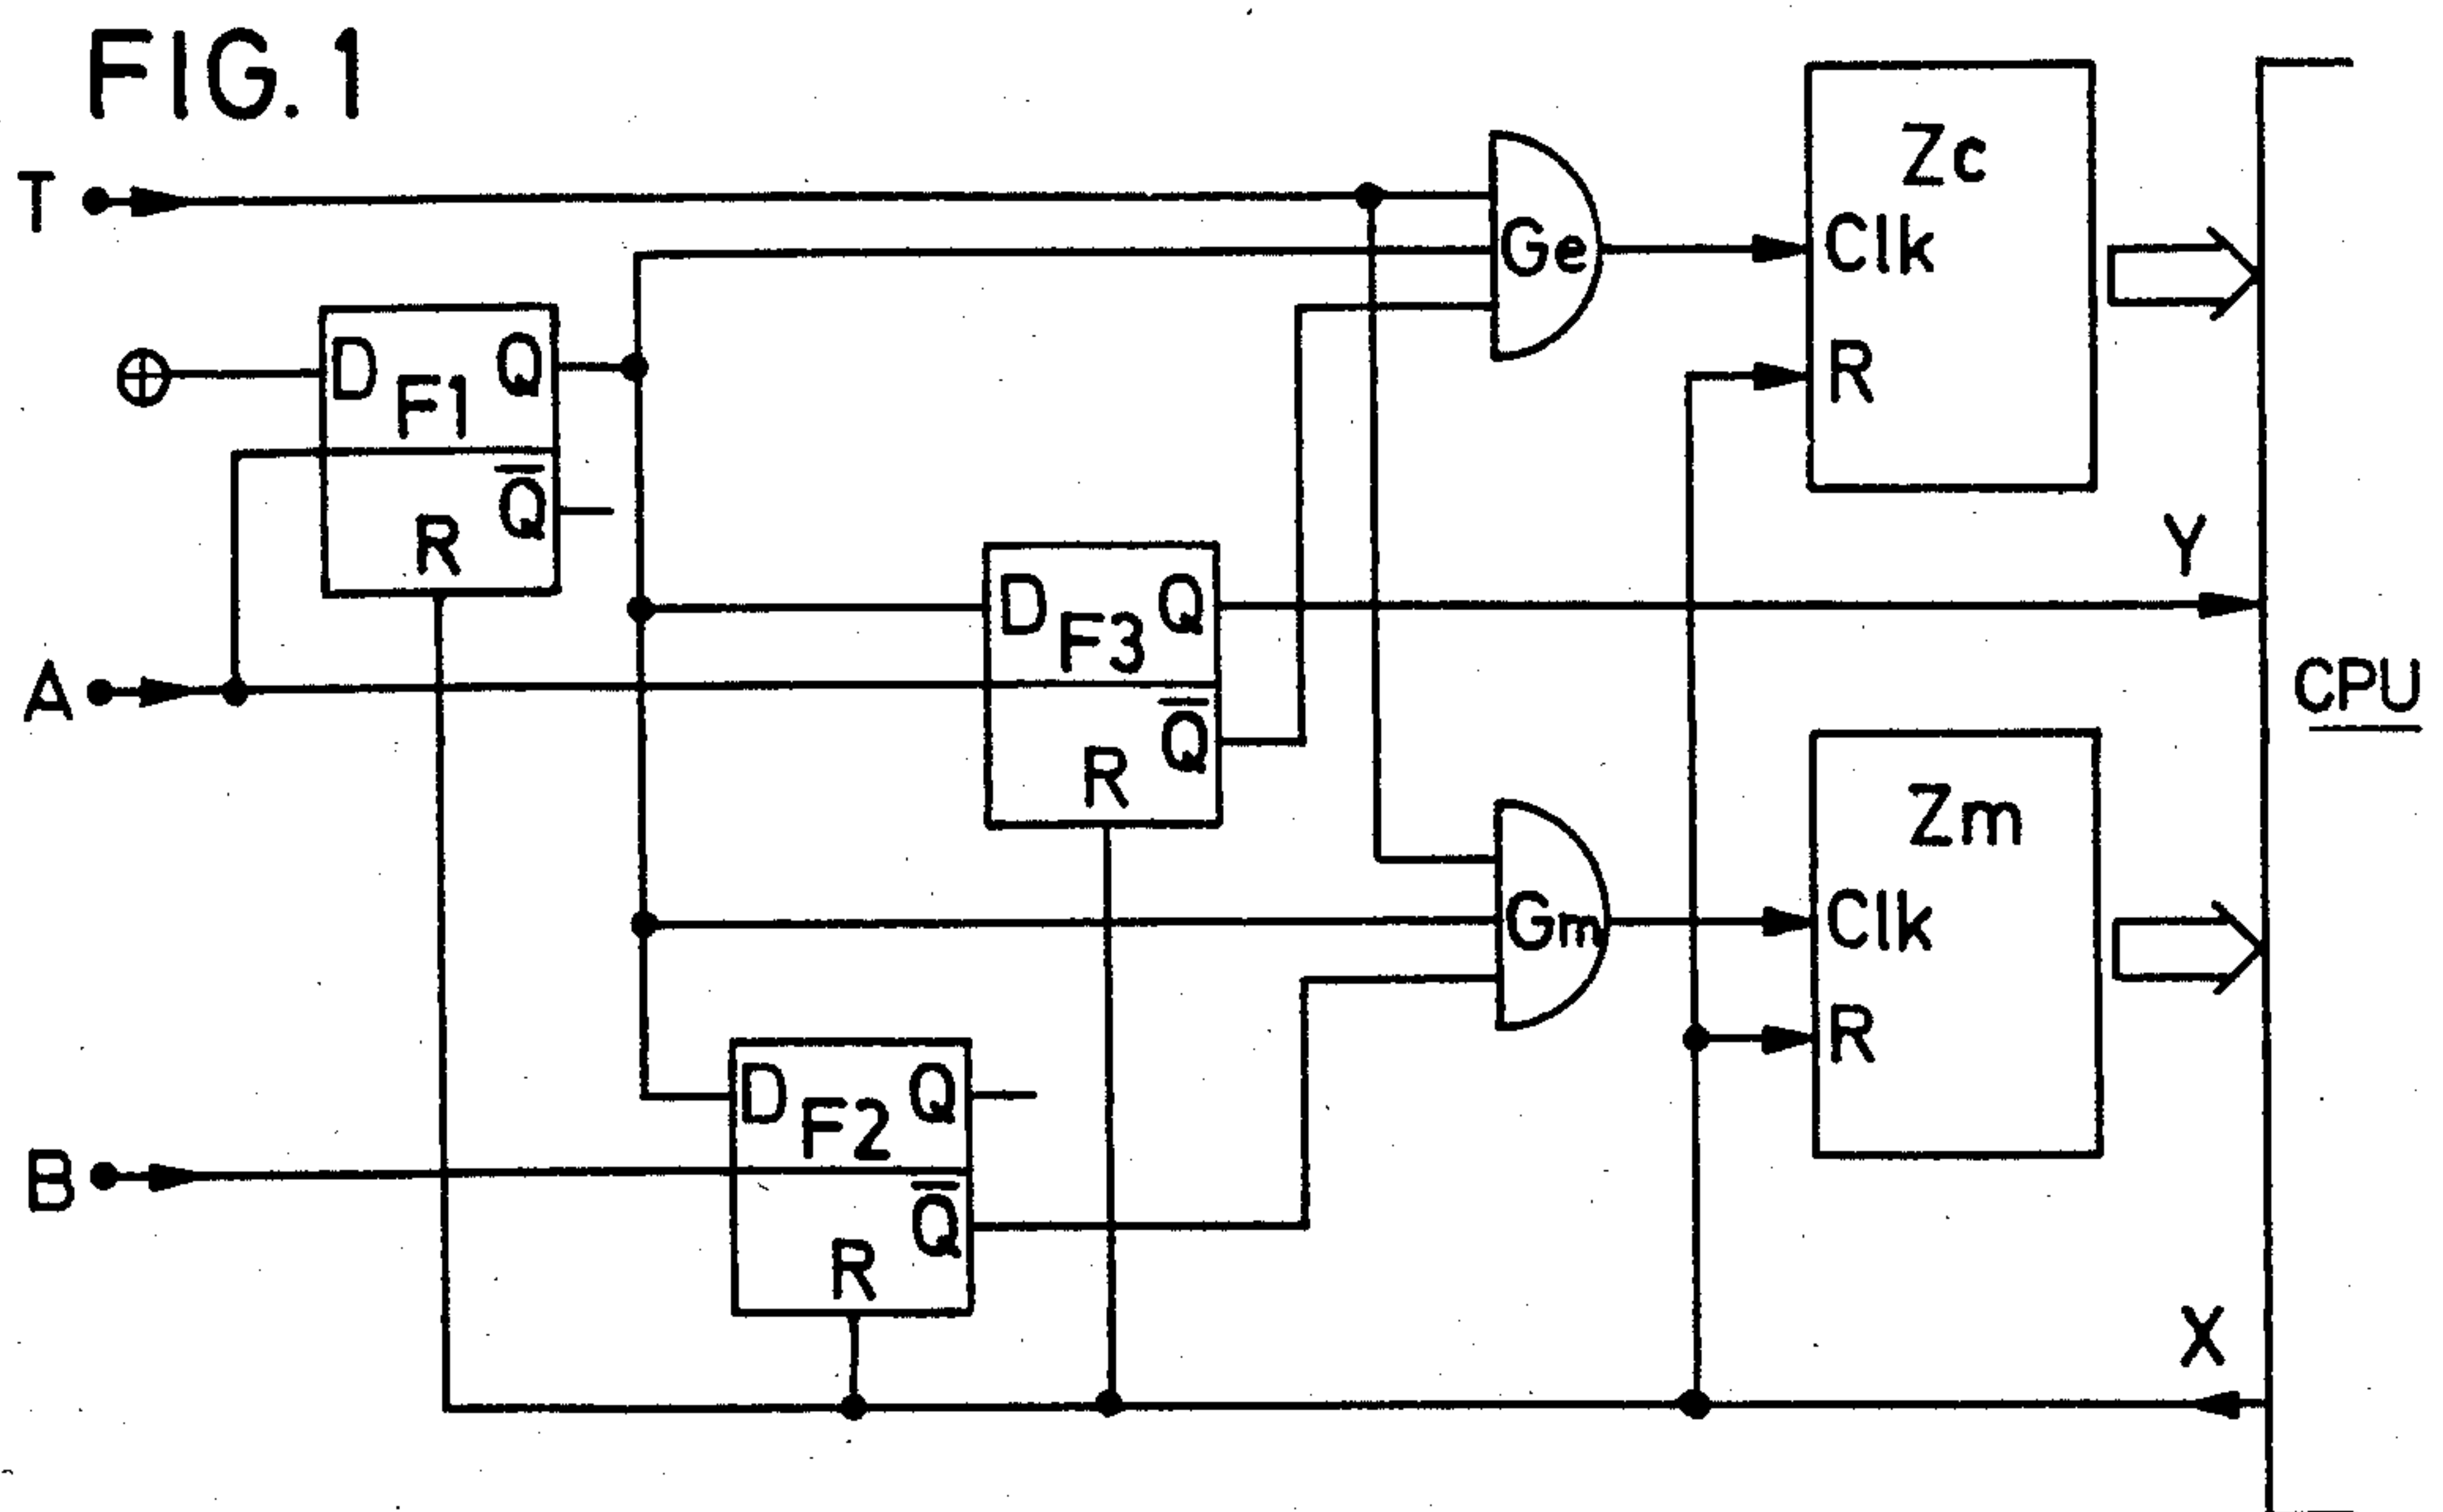 FIG. 1
T
Ge
Zc
Clk
R
D F1 Q
Q̅
R
Y
D F3 Q
Q̅
R
A
CPU
Zm
Gm
Clk
R
D F2 Q
Q̅
R
B
X